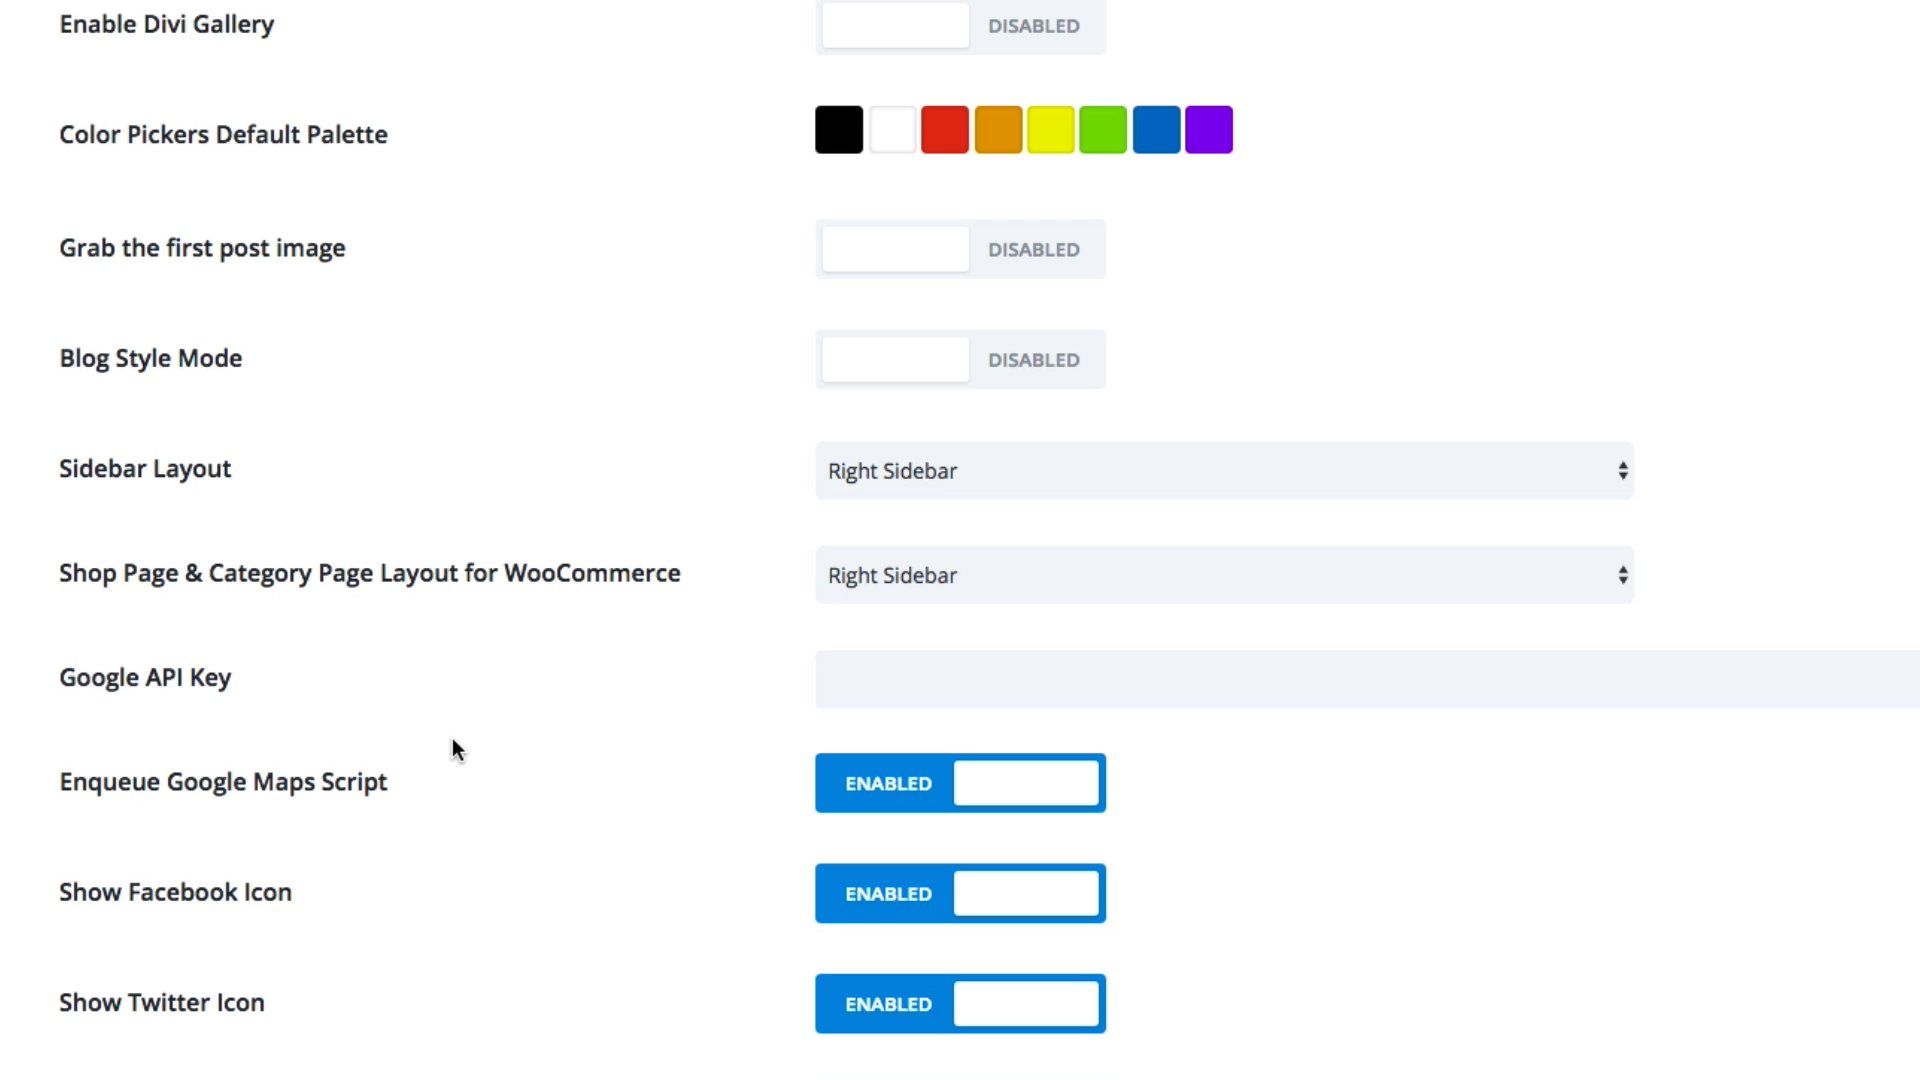 Enable Divi Gallery
DISABLED
Color Pickers Default Palette
Grab the first post image
DISABLED
Blog Style Mode
DISABLED
Sidebar Layout
Right Sidebar
Shop Page & Category Page Layout for WooCommerce
Right Sidebar
Google API Key
Enqueue Google Maps Script
ENABLED
Show Facebook Icon
ENABLED
Show Twitter Icon
ENABLED